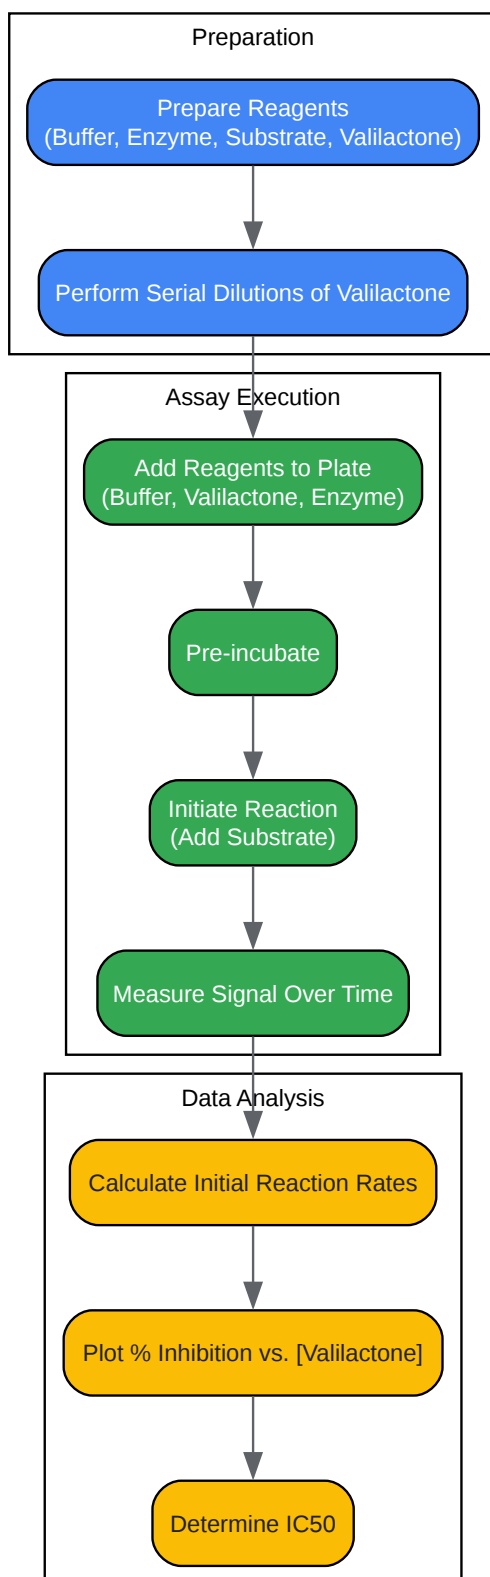 Preparation
Prepare Reagents
(Buffer, Enzyme, Substrate, Valilactone)
Perform Serial Dilutions of Valilactone
Assay Execution
Add Reagents to Plate
(Buffer, Valilactone, Enzyme)
Pre-incubate
Initiate Reaction
(Add Substrate)
Measure Signal Over Time
Data Analysis
Calculate Initial Reaction Rates
Plot % Inhibition vs. [Valilactone]
Determine IC50